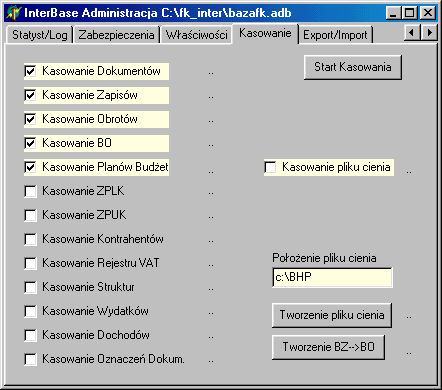 InterBase Administracja C:\fk_inter\bazafk.adb
Statyst/Log Zabezpieczenia Właściwości Kasowanie Export/Import
Kasowanie Dokumentów ..
Start Kasowania
Kasowanie Zapisów ..
Kasowanie Obrotów ..
Kasowanie BO ..
Kasowanie Planów Budżet .. Kasowanie pliku cienia ..
Kasowanie ZPLK ..
Kasowanie ZPUK ..
Kasowanie Kontrahentów ..
Kasowanie Rejestru VAT .. Położenie pliku cienia
Kasowanie Struktur .. c:\BHP
Kasowanie Wydatków .. Tworzenie pliku cienia ..
Kasowanie Dochodów .. Tworzenie BZ-->BO ..
Kasowanie Oznaczeń Dokum. ..